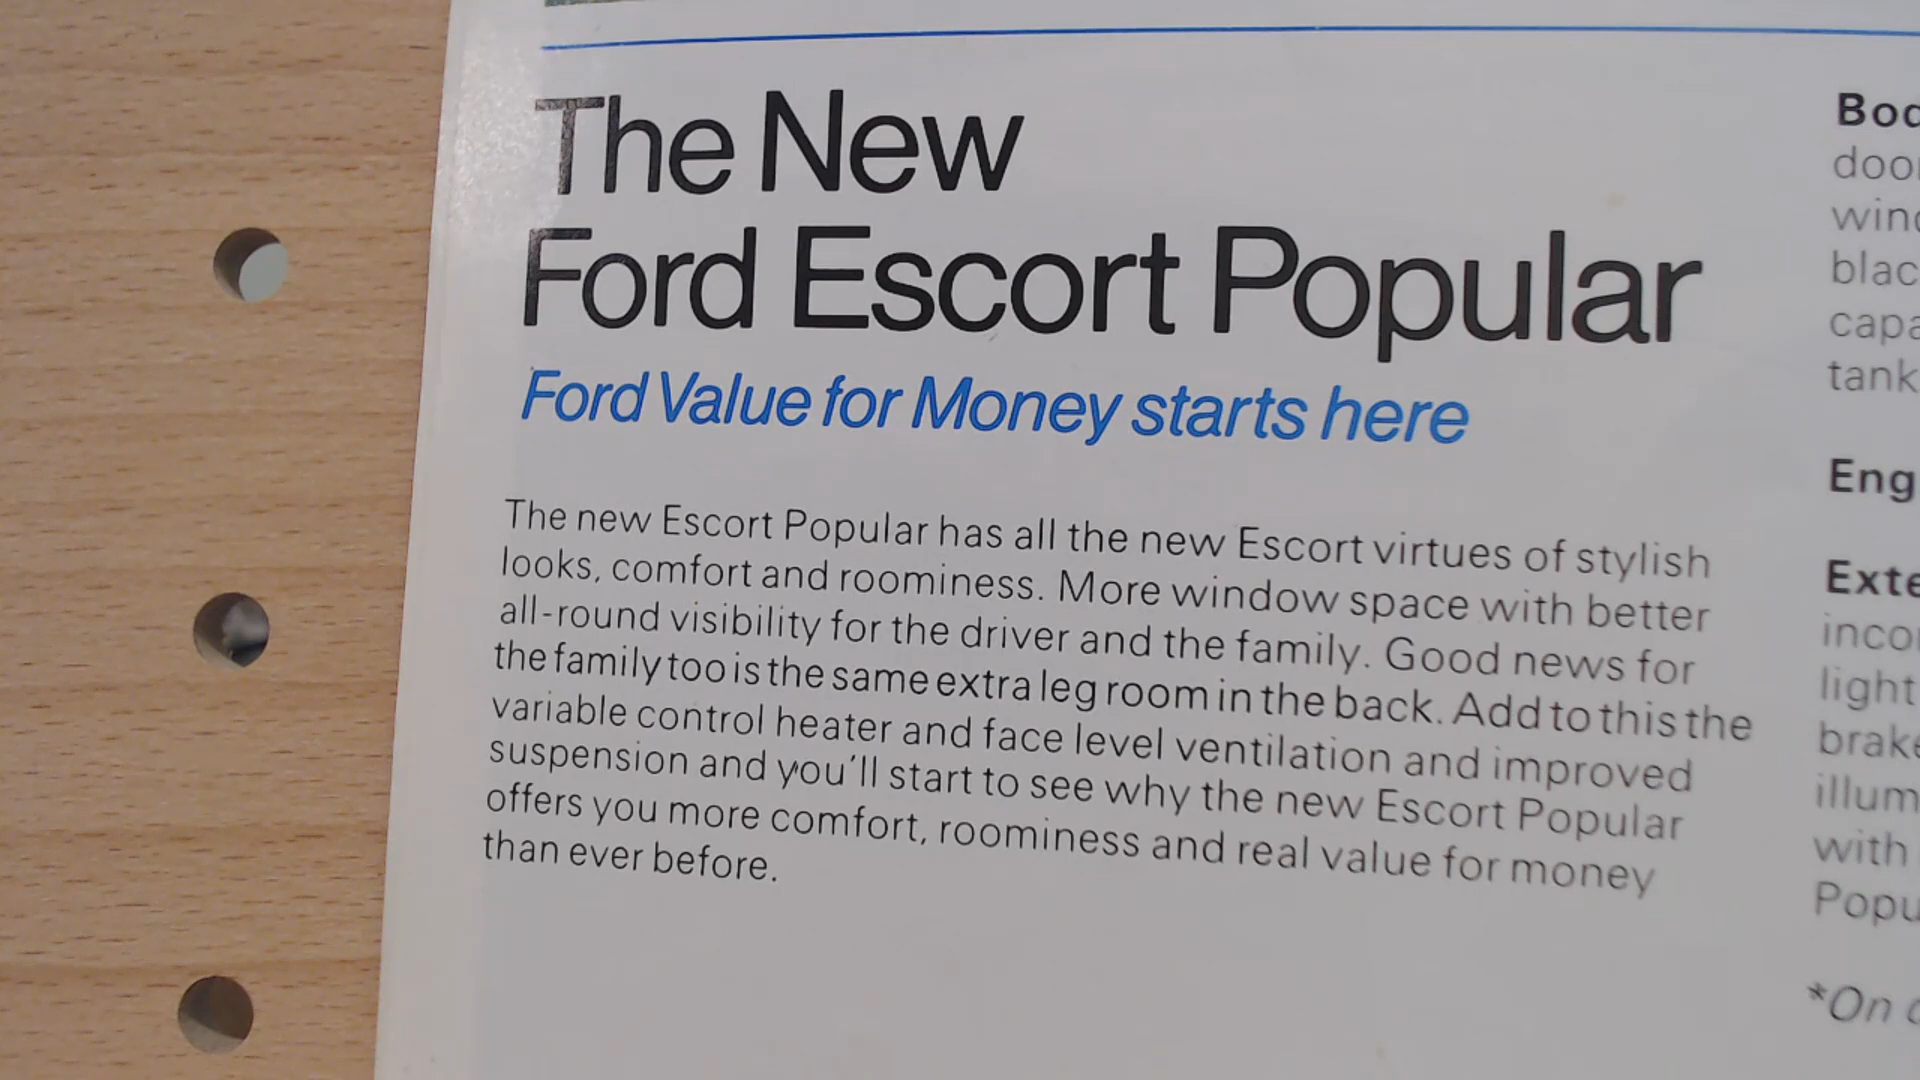 The New
Ford Escort Popular
Ford Value for Money starts here
The new Escort Popular has all the new Escort virtues of stylish
looks, comfort and roominess. More window space with better
all-round visibility for the driver and the family. Good news for
the family too is the same extra leg room in the back. Add to this the
variable control heater and face level ventilation and improved
suspension and you'll start to see why the new Escort Popular
offers you more comfort, roominess and real value for money
than ever before.
with
*On